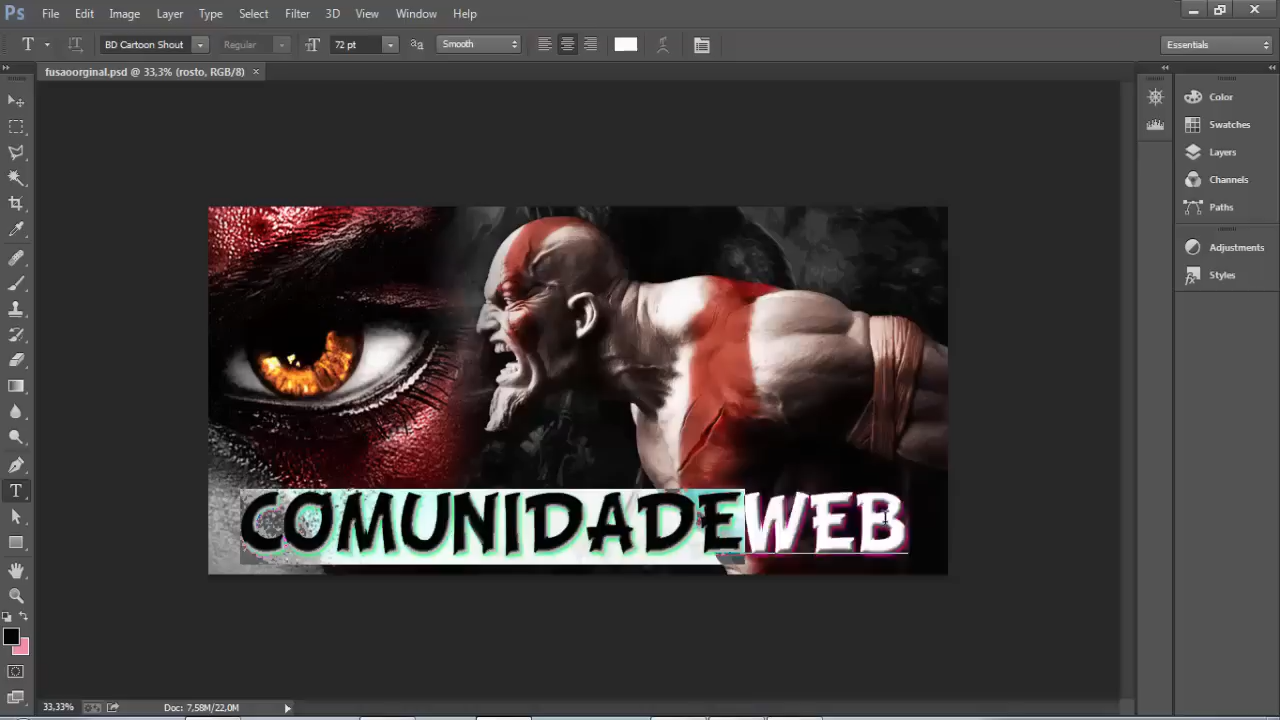 Ps File Edit Image Layer Type Select Filter 3D View Window Help
T BD Cartoon Shout Regular 72 pt aa Smooth Essentials
fusaoorginal.psd @ 33,3% (rosto, RGB/8) ×
Color
Swatches
Layers
Channels
Paths
Adjustments
Styles
COMUNIDADEWEB
33,33% Doc: 7,58M/22,0M